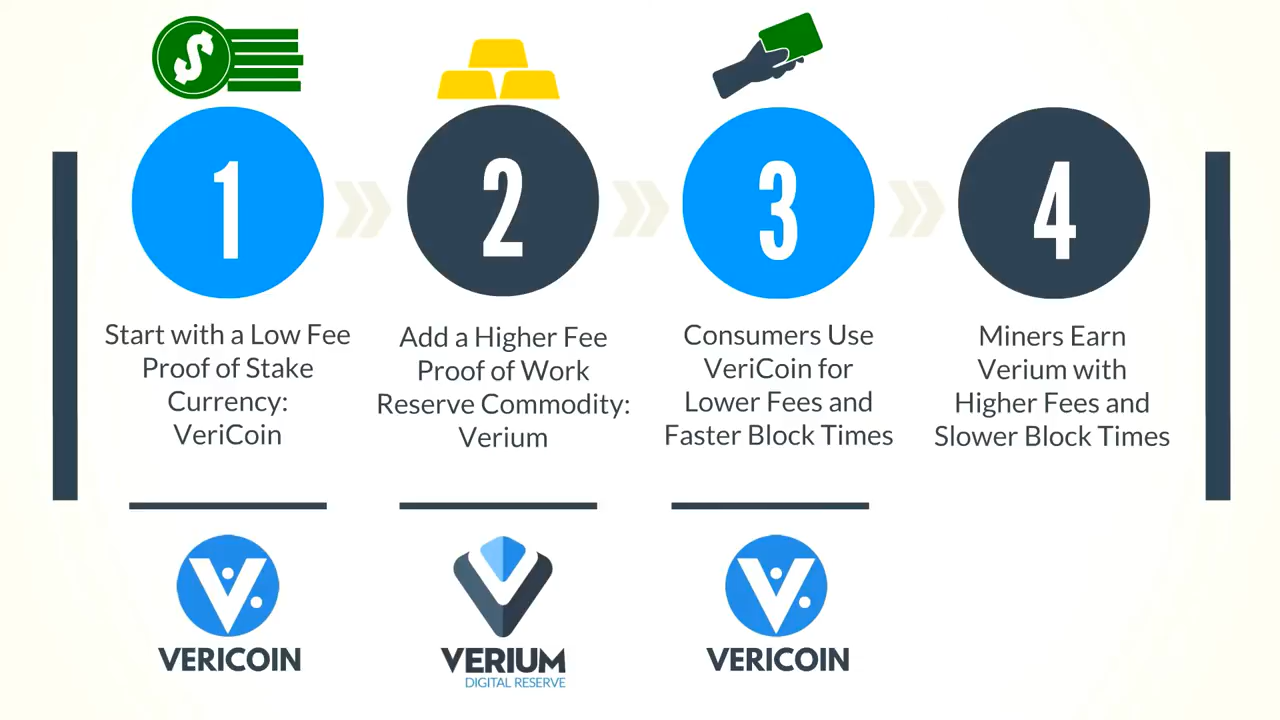 1
2
3
4
Start with a Low Fee
Proof of Stake
Currency:
VeriCoin
Add a Higher Fee
Proof of Work
Reserve Commodity:
Verium
Consumers Use
VeriCoin for
Lower Fees and
Faster Block Times
Miners Earn
Verium with
Higher Fees and
Slower Block Times
VERICOIN
VERIUM
DIGITAL RESERVE
VERICOIN